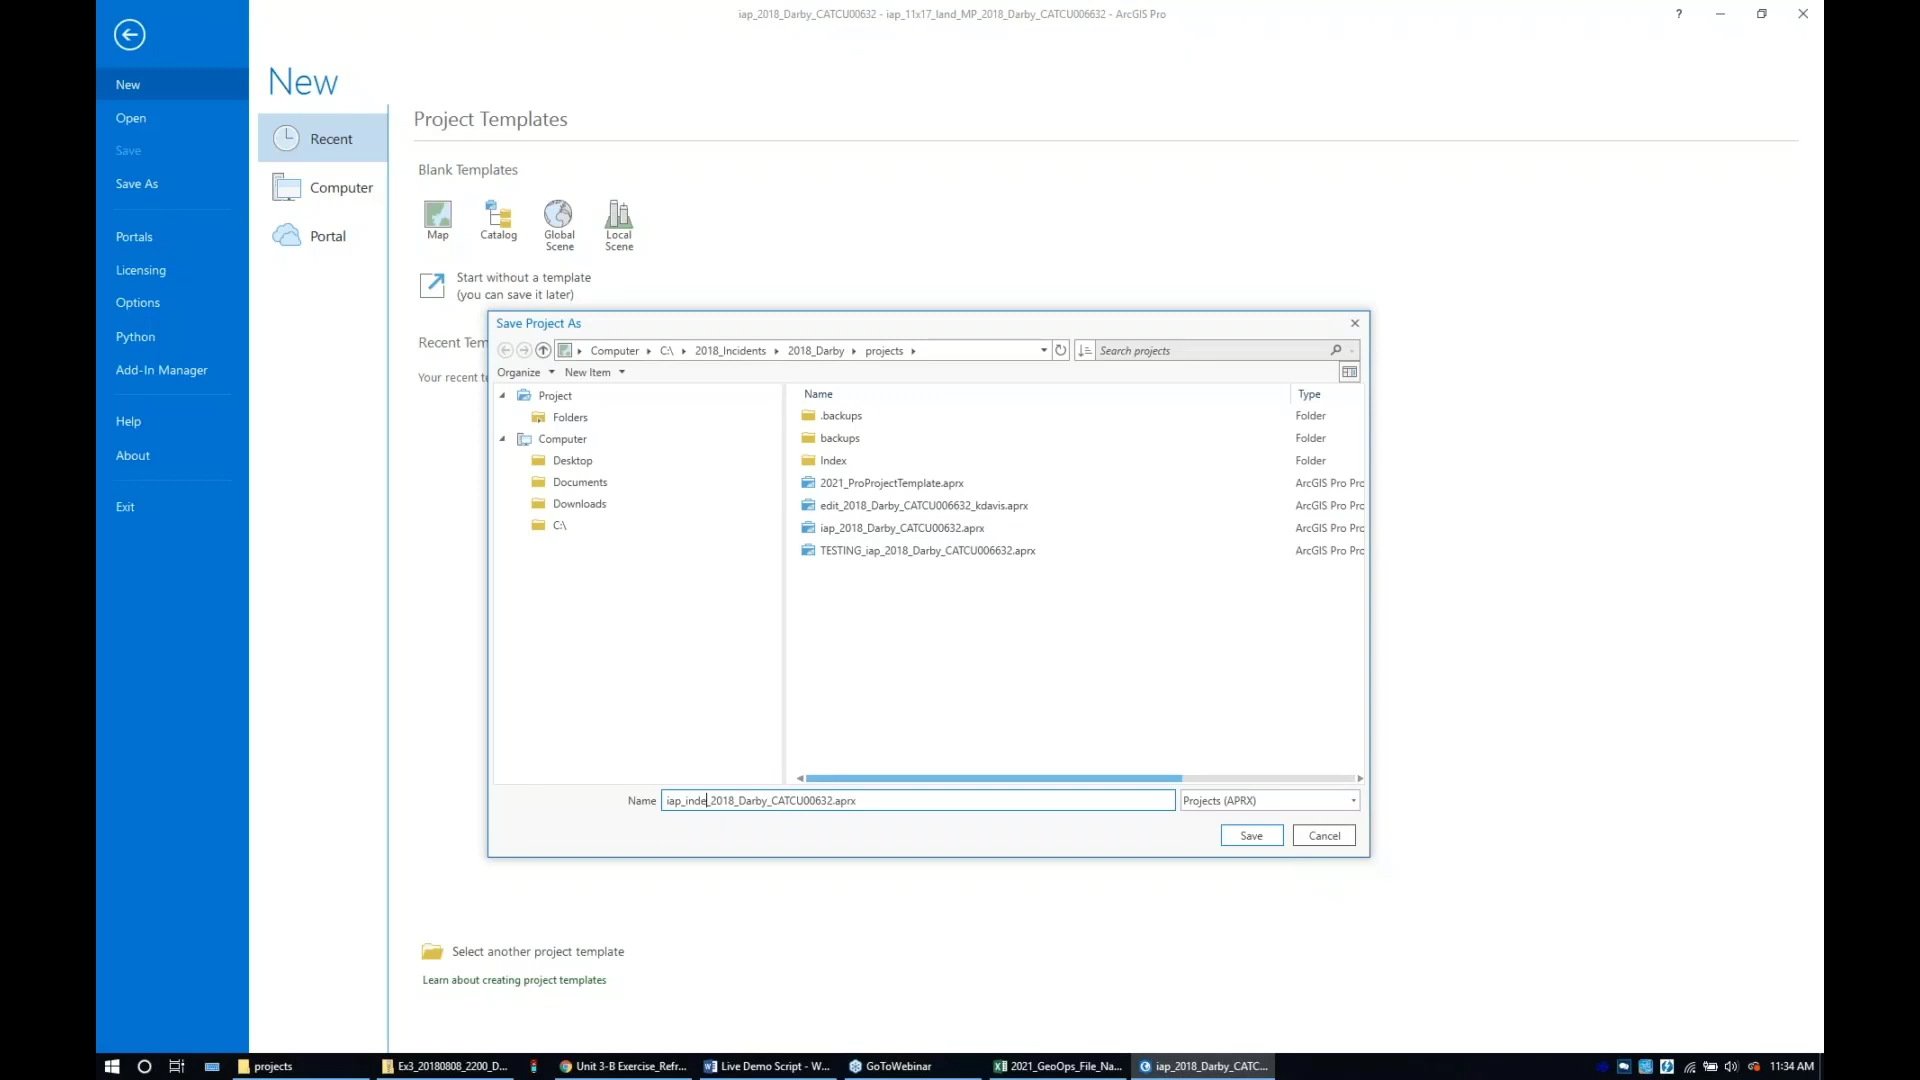 iap_2018_Darby_CATCU00632 - iap_11x17_land_MP_2018_Darby_CATCU006632 - ArcGIS Pro
?
New
Open
Save
Save As
Portals
Licensing
Options
Python
Add-In Manager
Help
About
Exit
New
Recent
Computer
Portal
Project Templates
Blank Templates
Map
Catalog
Global
Scene
Local
Scene
Start without a template
(you can save it later)
Recent Tem
Your recent te
Save Project As
Computer C:\ 2018_Incidents 2018_Darby projects
Search projects
Organize New Item
Project
Folders
Computer
Desktop
Documents
Downloads
C:\
Name Type
.backups Folder
backups Folder
Index Folder
2021_ProProjectTemplate.aprx ArcGIS Pro Prc
edit_2018_Darby_CATCU006632_kdavis.aprx ArcGIS Pro Prc
iap_2018_Darby_CATCU00632.aprx ArcGIS Pro Prc
TESTING_iap_2018_Darby_CATCU006632.aprx ArcGIS Pro Prc
Name iap_inde_2018_Darby_CATCU00632.aprx Projects (APRX)
Save Cancel
Select another project template
Learn about creating project templates
projects
Ex3_20180808_2200_D...
Unit 3-B Exercise_Refr...
Live Demo Script - W...
GoToWebinar
2021_GeoOps_File_Na...
iap_2018_Darby_CATC...
11:34 AM